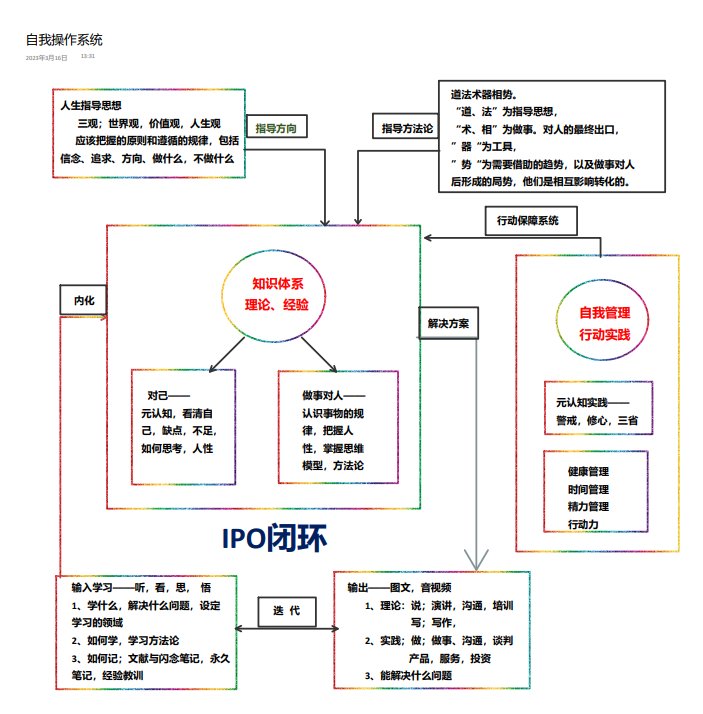 自我操作系统
2023年3月16日 13:31
人生指导思想
三观；世界观，价值观，人生观
应该把握的原则和遵循的规律，包括
信念、追求、方向、做什么，不做什么
指导方向
指导方法论
道法术器相势。
“道、法”为指导思想，
“术、相”为做事。对人的最终出口，
”器“为工具，
”势“为需要借助的趋势，以及做事对人
后形成的局势，他们是相互影响转化的。
行动保障系统
内化
知识体系
理论、经验
解决方案
自我管理
行动实践
对己——
元认知，看清自
己，缺点，不足，
如何思考，人性
做事对人——
认识事物的规
律，把握人
性，掌握思维
模型，方法论
元认知实践——
警戒，修心，三省
健康管理
时间管理
精力管理
行动力
IPO闭环
输入学习——听，看，思， 悟
1、学什么，解决什么问题，设定
学习的领域
2、如何学，学习方法论
3、如何记；文献与闪念笔记，永久
笔记，经验教训
迭 代
输出——图文，音视频
1、理论：说；演讲，沟通，培训
写；写作，
2、实践；做；做事、沟通，谈判
产品，服务，投资
3、能解决什么问题